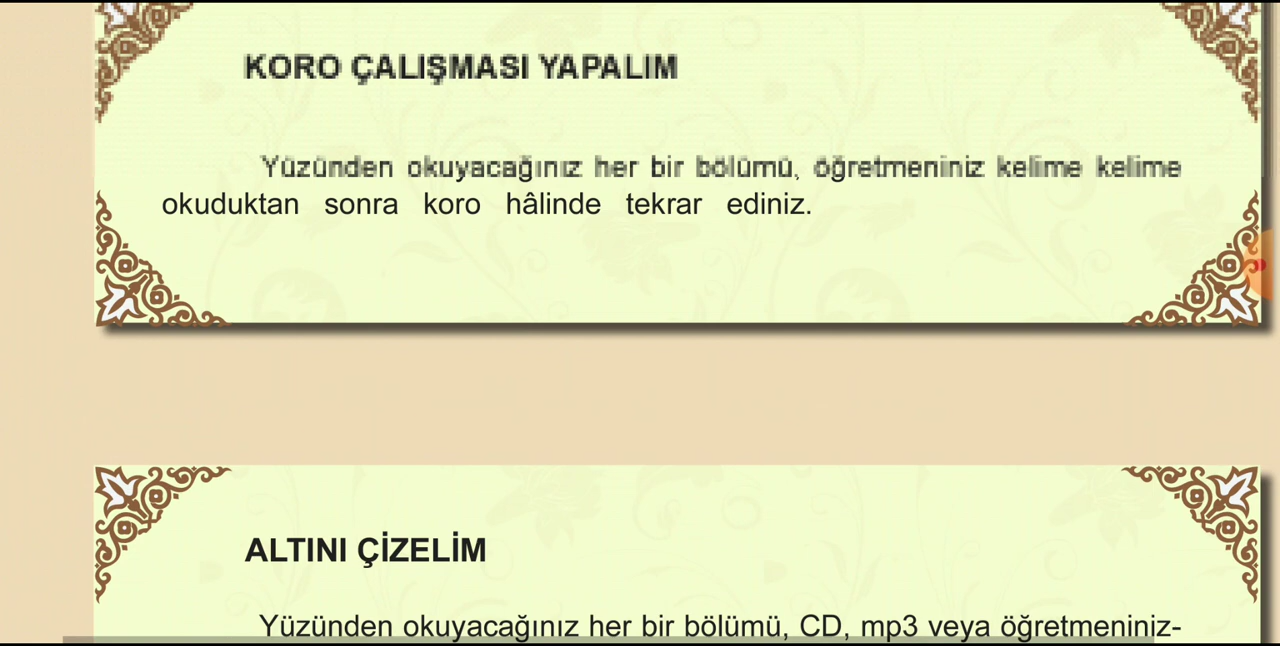 KORO ÇALIŞMASI YAPALIM
Yüzünden okuyacağınız her bir bölümü, öğretmeniniz kelime kelime
okuduktan sonra koro hâlinde tekrar ediniz.
ALTINI ÇİZELİM
Yüzünden okuyacağınız her bir bölümü, CD, mp3 veya öğretmeniniz-